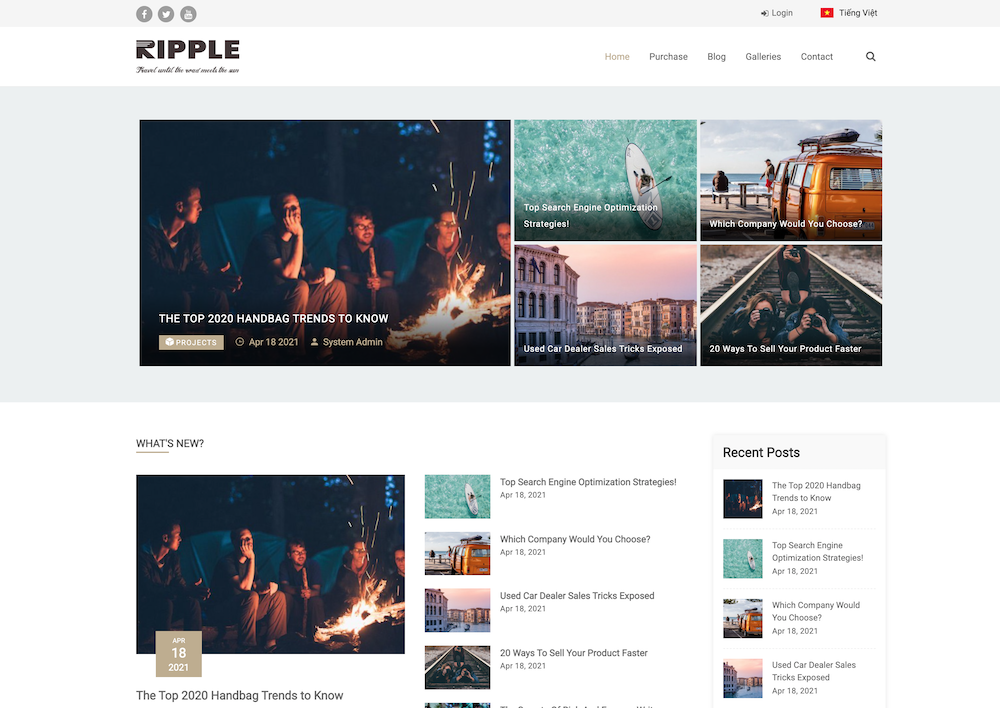 Login
Tiếng Việt
RIPPLE
Travel until the road meets the sun
Home
Purchase
Blog
Galleries
Contact
THE TOP 2020 HANDBAG TRENDS TO KNOW
PROJECTS
Apr 18 2021
System Admin
Top Search Engine Optimization
Strategies!
Which Company Would You Choose?
Used Car Dealer Sales Tricks Exposed
20 Ways To Sell Your Product Faster
WHAT'S NEW?
APR
18
2021
The Top 2020 Handbag Trends to Know
Top Search Engine Optimization Strategies!
Apr 18, 2021
Which Company Would You Choose?
Apr 18, 2021
Used Car Dealer Sales Tricks Exposed
Apr 18, 2021
20 Ways To Sell Your Product Faster
Apr 18, 2021
Recent Posts
The Top 2020 Handbag
Trends to Know
Apr 18, 2021
Top Search Engine
Optimization Strategies!
Apr 18, 2021
Which Company Would
You Choose?
Apr 18, 2021
Used Car Dealer Sales
Tricks Exposed
Apr 18, 2021